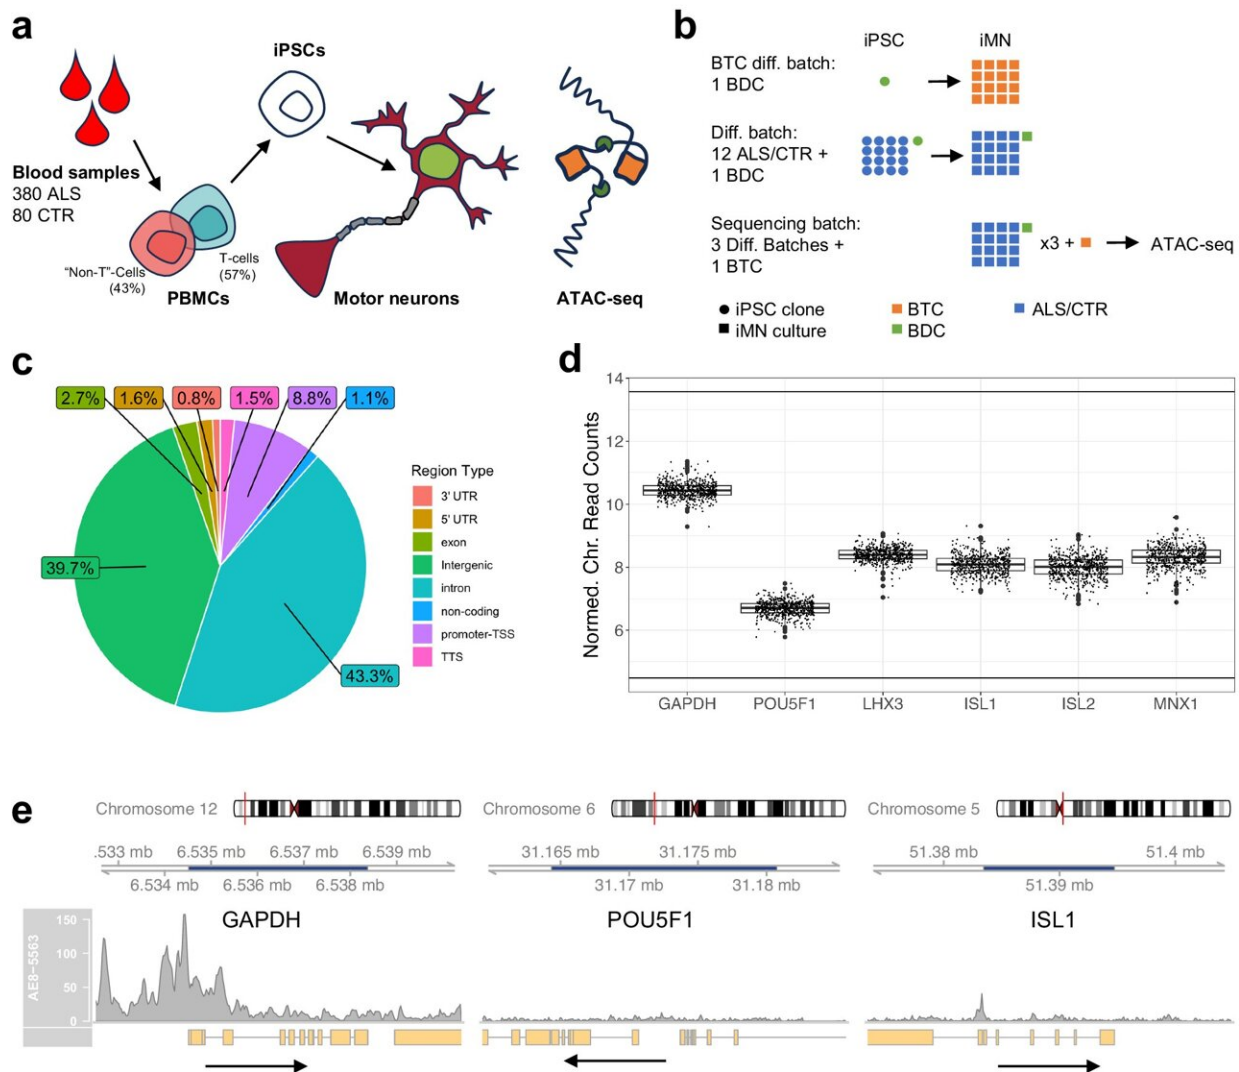 a
iPSCs
Blood samples
380 ALS
80 CTR
"Non-T"-Cells
(43%)
T-cells
(57%)
PBMCs
Motor neurons
ATAC-seq
b
iPSC
iMN
BTC diff. batch:
1 BDC
Diff. batch:
12 ALS/CTR +
1 BDC
Sequencing batch:
3 Diff. Batches +
1 BTC
x3 +
ATAC-seq
iPSC clone
iMN culture
BTC
BDC
ALS/CTR
c
2.7%
1.6%
0.8%
1.5%
8.8%
1.1%
39.7%
43.3%
Region Type
3' UTR
5' UTR
exon
Intergenic
intron
non-coding
promoter-TSS
TTS
d
Normed. Chr. Read Counts
14
12
10
8
6
GAPDH
POU5F1
LHX3
ISL1
ISL2
MNX1
e
Chromosome 12
.533 mb
6.535 mb
6.537 mb
6.539 mb
6.534 mb
6.536 mb
6.538 mb
GAPDH
Chromosome 6
31.165 mb
31.175 mb
31.17 mb
31.18 mb
POU5F1
Chromosome 5
51.38 mb
51.4 mb
51.39 mb
ISL1
AE8-5563
150
100
50
0